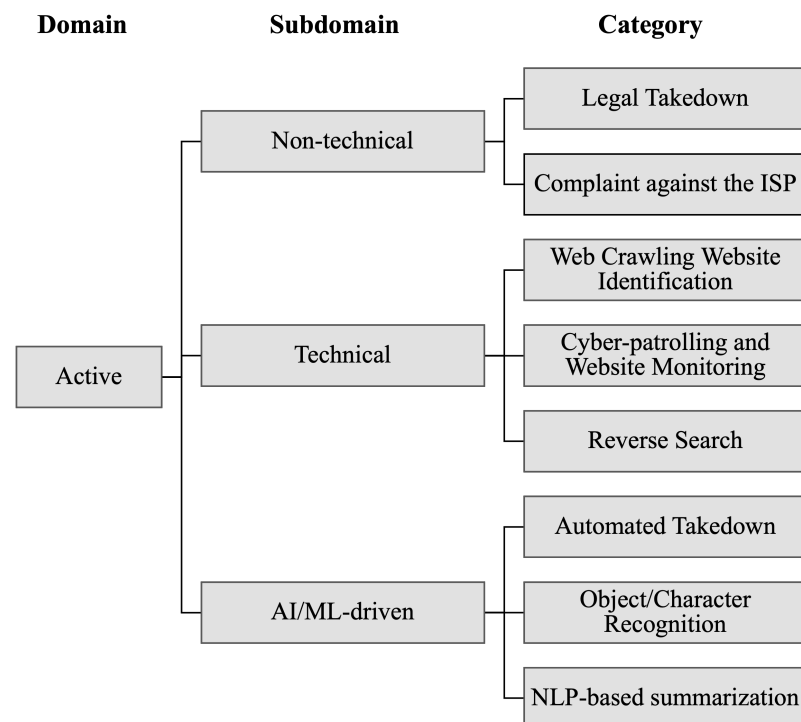 Domain
Subdomain
Category
Legal Takedown
Non-technical
Complaint against the ISP
Web Crawling Website
Identification
Technical
Cyber-patrolling and
Website Monitoring
Active
Reverse Search
Automated Takedown
AI/ML-driven
Object/Character
Recognition
NLP-based summarization